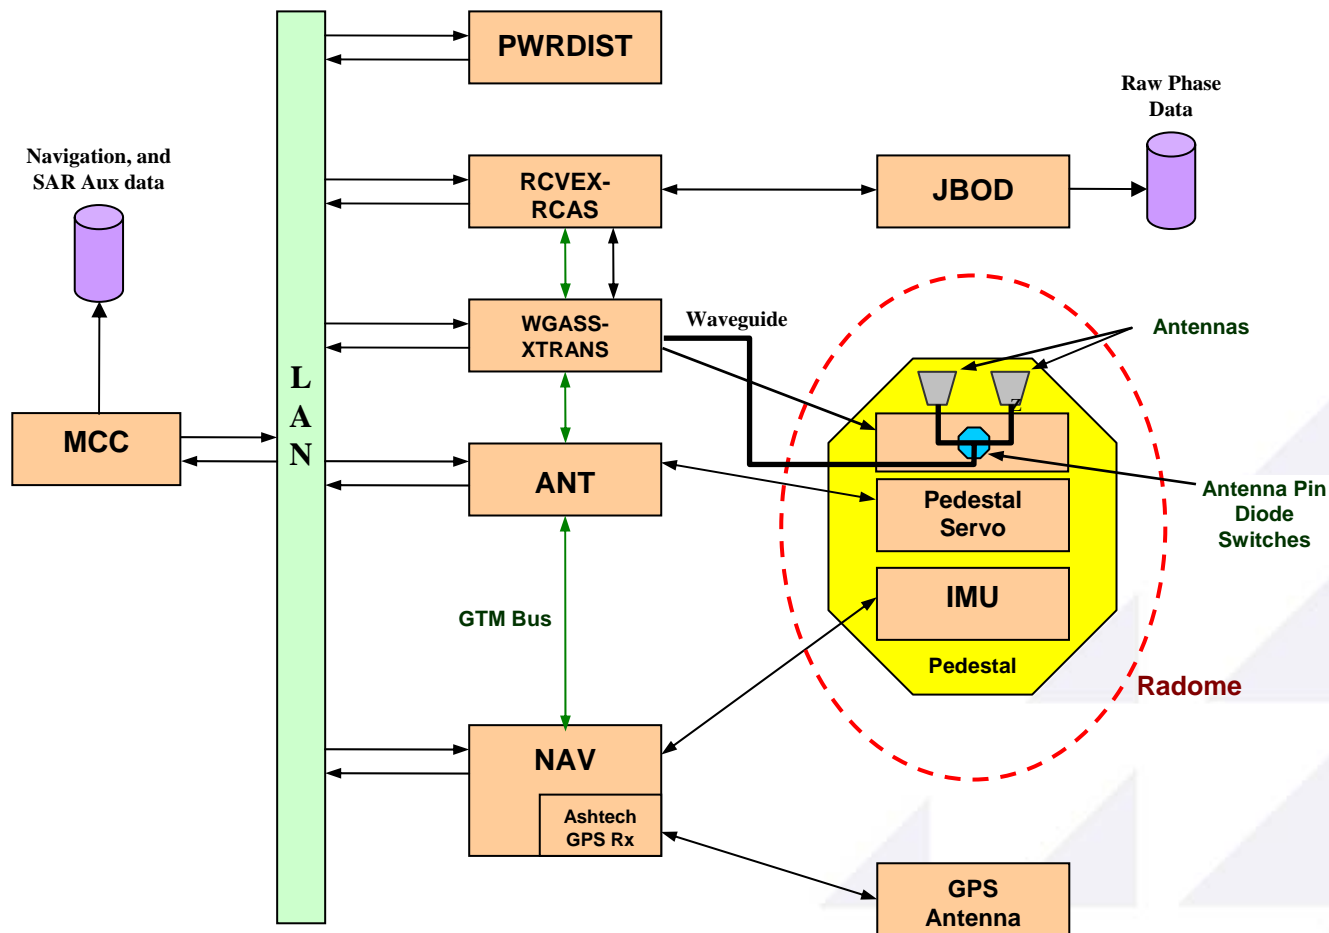 PWRDIST
Raw Phase
Data
Navigation, and
SAR Aux data
RCVEX-
RCAS
JBOD
WGASS-
XTRANS
Waveguide
Antennas
L
A
N
Z
MCC
ANT
Pedestal
Servo
Antenna Pin
Diode
Switches
IMU
GTM Bus
Pedestal
Radome
NAV
Ashtech
GPS Rx
GPS
Antenna